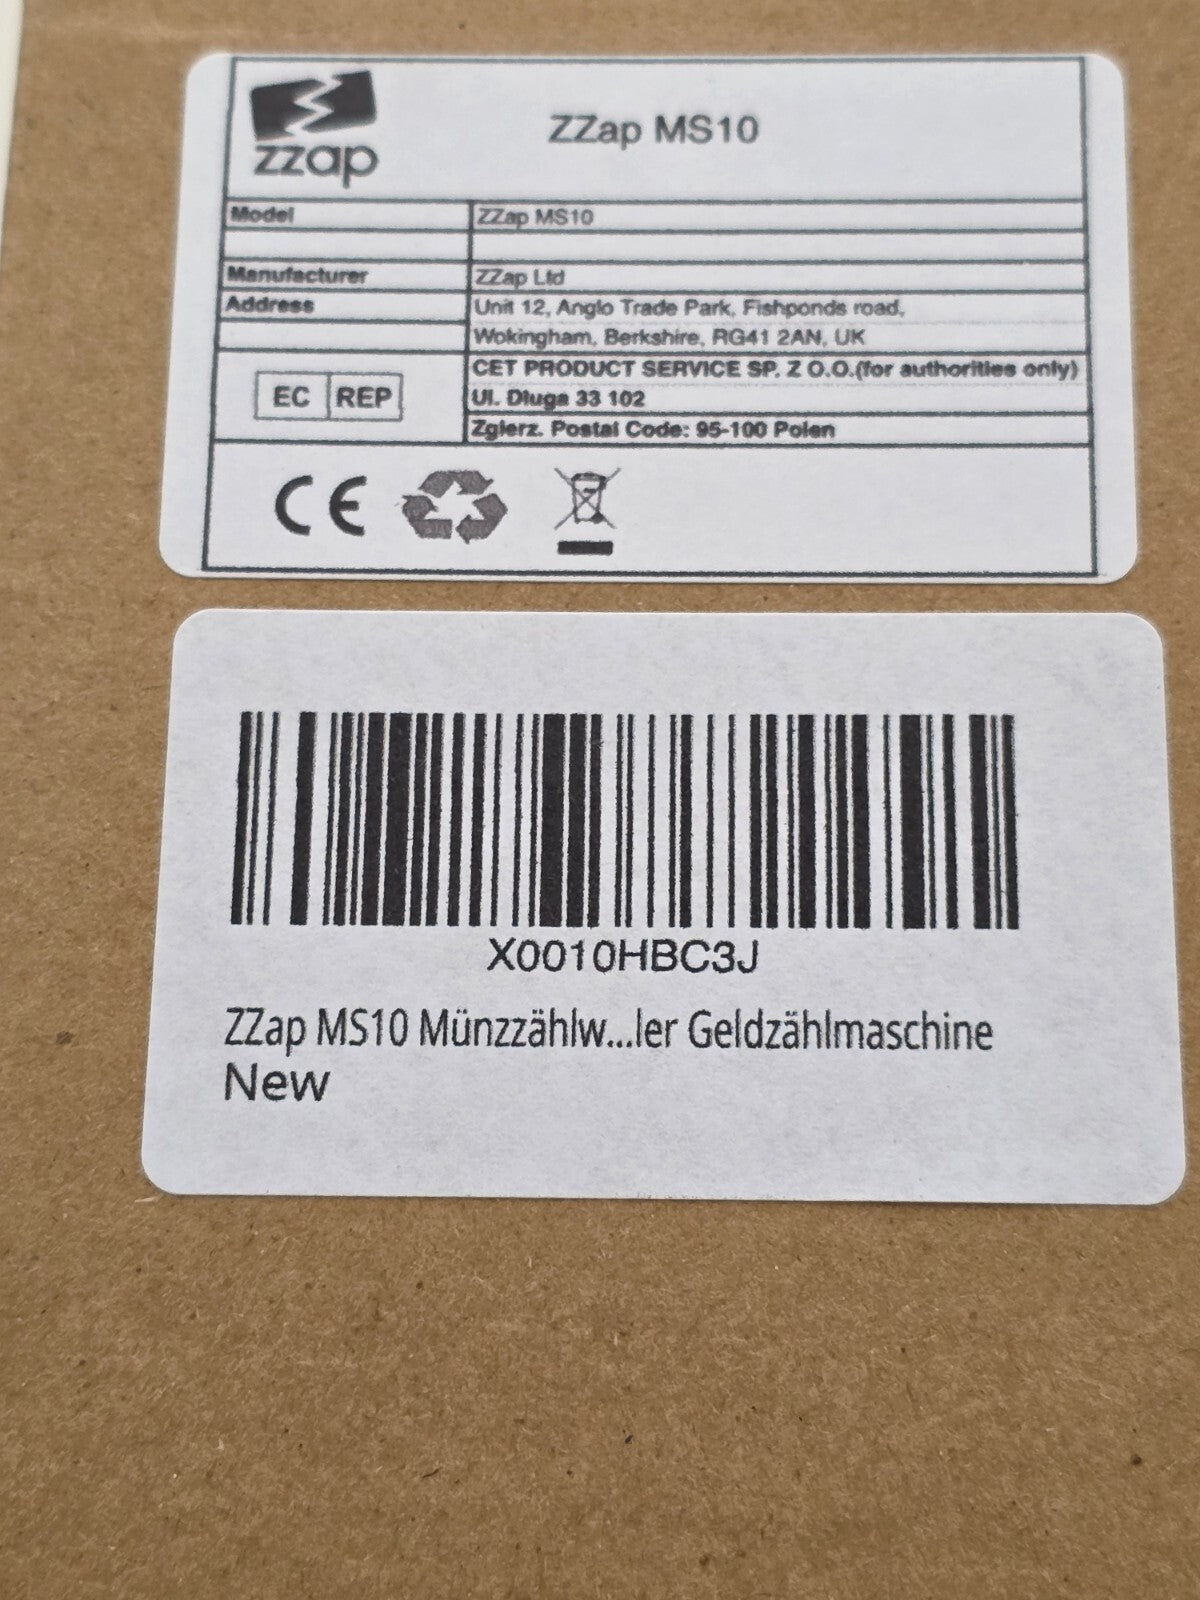 zzap
ZZap MS10
Model ZZap MS10
Manufacturer ZZap Ltd
Address Unit 12, Anglo Trade Park, Fishponds road,
Wokingham, Berkshire, RG41 2AN, UK
CET PRODUCT SERVICE SP. Z O.O.(for authorities only)
EC REP Ul. Dluga 33 102
Zgierz. Postal Code: 95-100 Polen
CE
X0010HBC3J
ZZap MS10 Münzzählw...ler Geldzählmaschine
New